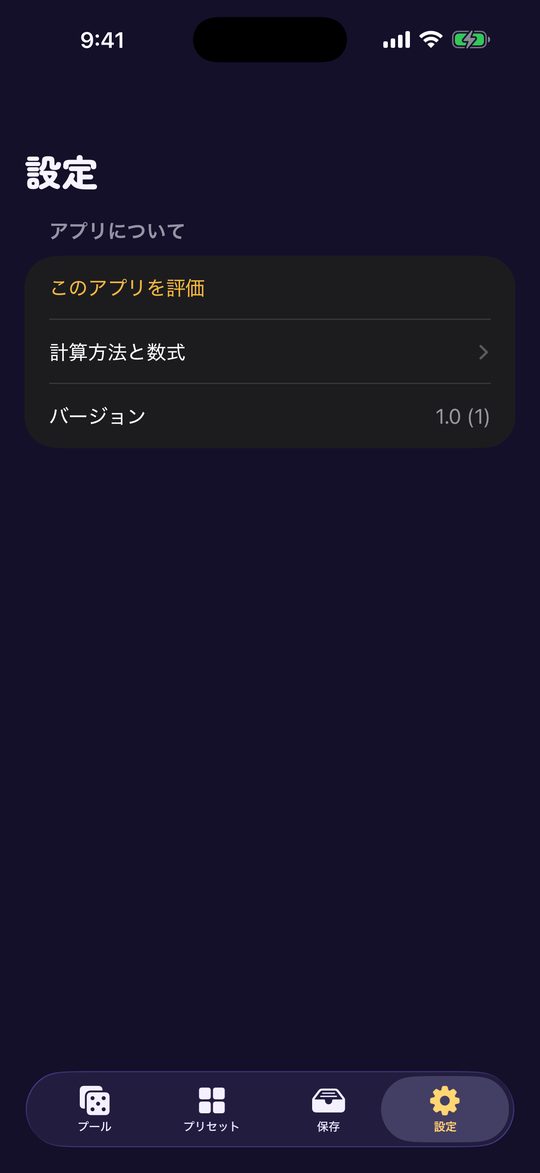 9:41
設定
アプリについて
このアプリを評価
計算方法と数式
バージョン 1.0 (1)
プール プリセット 保存 設定